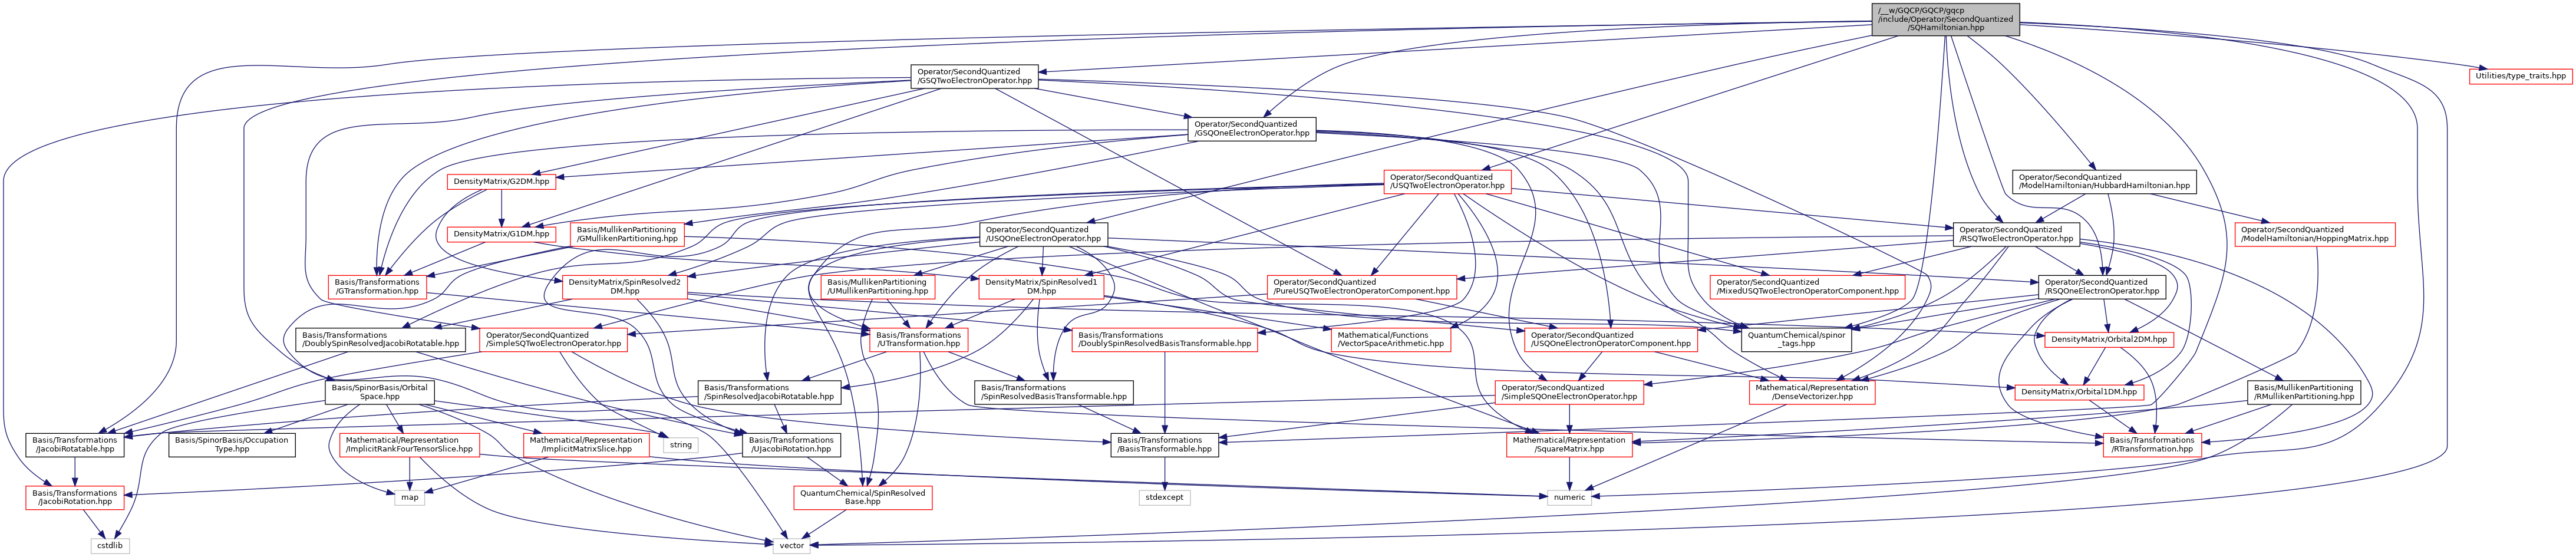 /__w/GQCP/GQCP/gqcp
/include/Operator/SecondQuantized
/SQHamiltonian.hpp
Operator/SecondQuantized
/GSQTwoElectronOperator.hpp
Utilities/type_traits.hpp
Operator/SecondQuantized
/GSQOneElectronOperator.hpp
DensityMatrix/G2DM.hpp
Operator/SecondQuantized
/USQTwoElectronOperator.hpp
Operator/SecondQuantized
/ModelHamiltonian/HubbardHamiltonian.hpp
DensityMatrix/G1DM.hpp
Basis/MullikenPartitioning
/GMullikenPartitioning.hpp
Operator/SecondQuantized
/USQOneElectronOperator.hpp
Operator/SecondQuantized
/RSQTwoElectronOperator.hpp
Operator/SecondQuantized
/ModelHamiltonian/HoppingMatrix.hpp
Basis/Transformations
/GTransformation.hpp
DensityMatrix/SpinResolved2
DM.hpp
Basis/MullikenPartitioning
/UMullikenPartitioning.hpp
DensityMatrix/SpinResolved1
DM.hpp
Operator/SecondQuantized
/PureUSQTwoElectronOperatorComponent.hpp
Operator/SecondQuantized
/MixedUSQTwoElectronOperatorComponent.hpp
Operator/SecondQuantized
/RSQOneElectronOperator.hpp
Basis/Transformations
/DoublySpinResolvedJacobiRotatable.hpp
Operator/SecondQuantized
/SimpleSQTwoElectronOperator.hpp
Basis/Transformations
/UTransformation.hpp
Basis/Transformations
/DoublySpinResolvedBasisTransformable.hpp
Mathematical/Functions
/VectorSpaceArithmetic.hpp
Operator/SecondQuantized
/USQOneElectronOperatorComponent.hpp
QuantumChemical/spinor
_tags.hpp
DensityMatrix/Orbital2DM.hpp
Basis/SpinorBasis/Orbital
Space.hpp
Basis/Transformations
/SpinResolvedJacobiRotatable.hpp
Basis/Transformations
/SpinResolvedBasisTransformable.hpp
Operator/SecondQuantized
/SimpleSQOneElectronOperator.hpp
Mathematical/Representation
/DenseVectorizer.hpp
DensityMatrix/Orbital1DM.hpp
Basis/MullikenPartitioning
/RMullikenPartitioning.hpp
Basis/Transformations
/JacobiRotatable.hpp
Basis/SpinorBasis/Occupation
Type.hpp
Mathematical/Representation
/ImplicitRankFourTensorSlice.hpp
Mathematical/Representation
/ImplicitMatrixSlice.hpp
string
Basis/Transformations
/UJacobiRotation.hpp
Basis/Transformations
/BasisTransformable.hpp
Mathematical/Representation
/SquareMatrix.hpp
Basis/Transformations
/RTransformation.hpp
Basis/Transformations
/JacobiRotation.hpp
map
QuantumChemical/SpinResolved
Base.hpp
stdexcept
numeric
cstdlib
vector